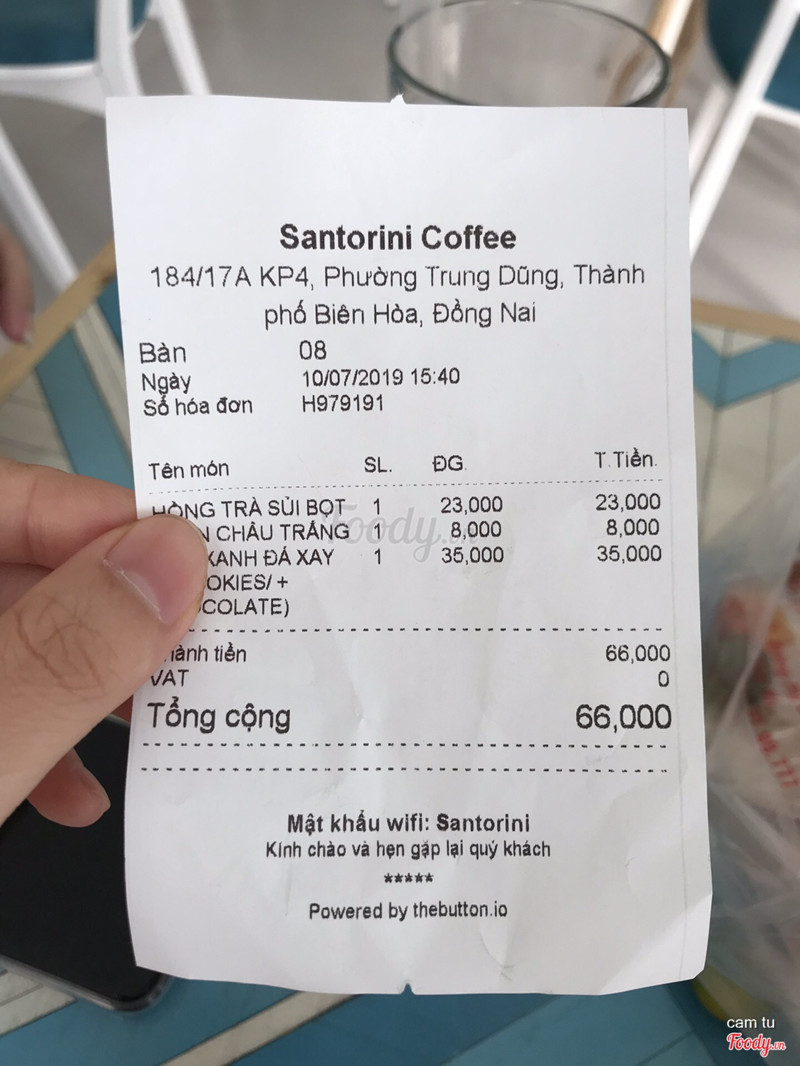 Santorini Coffee
184/17A KP4, Phường Trung Dũng, Thành
phố Biên Hòa, Đồng Nai
Bàn 08
Ngày 10/07/2019 15:40
Số hóa đơn H979191
Tên món SL. ĐG. T.Tiền.
HỒNG TRÀ SỦI BỌT 1 23,000 23,000
CHÂU TRẮNG 1 8,000 8,000
XANH ĐÁ XAY 1 35,000 35,000
+
Thành tiền 66,000
VAT 0
Tổng cộng 66,000
Mật khẩu wifi: Santorini
Kính chào và hẹn gặp lại quý khách
*****
Powered by thebutton.io
Foody.vn
cam tu
Foody.vn